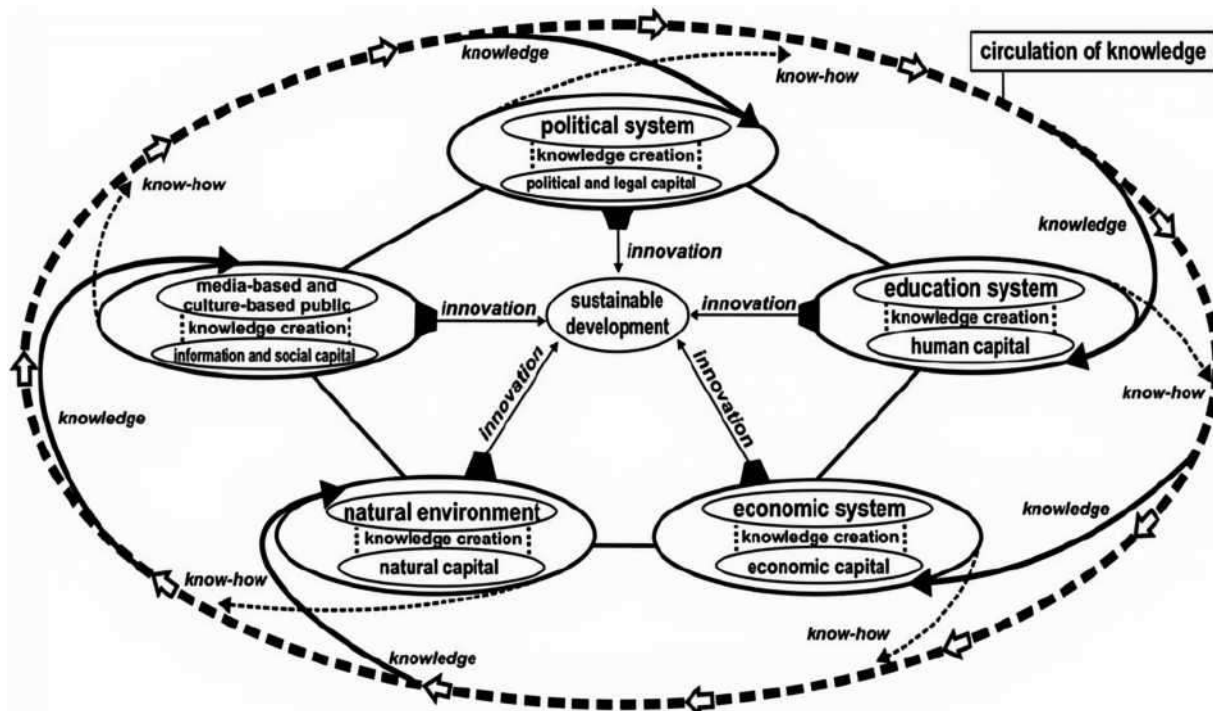 knowledge
know-how
circulation of knowledge
political system
knowledge creation
political and legal capital
know-how
knowledge
innovation
media-based and
culture-based public
knowledge creation
information and social capital
innovation
sustainable
development
innovation
education system
knowledge creation
human capital
know-how
knowledge
innovation
innovation
natural environment
knowledge creation
natural capital
economic system
knowledge creation
economic capital
knowledge
know-how
know-how
knowledge